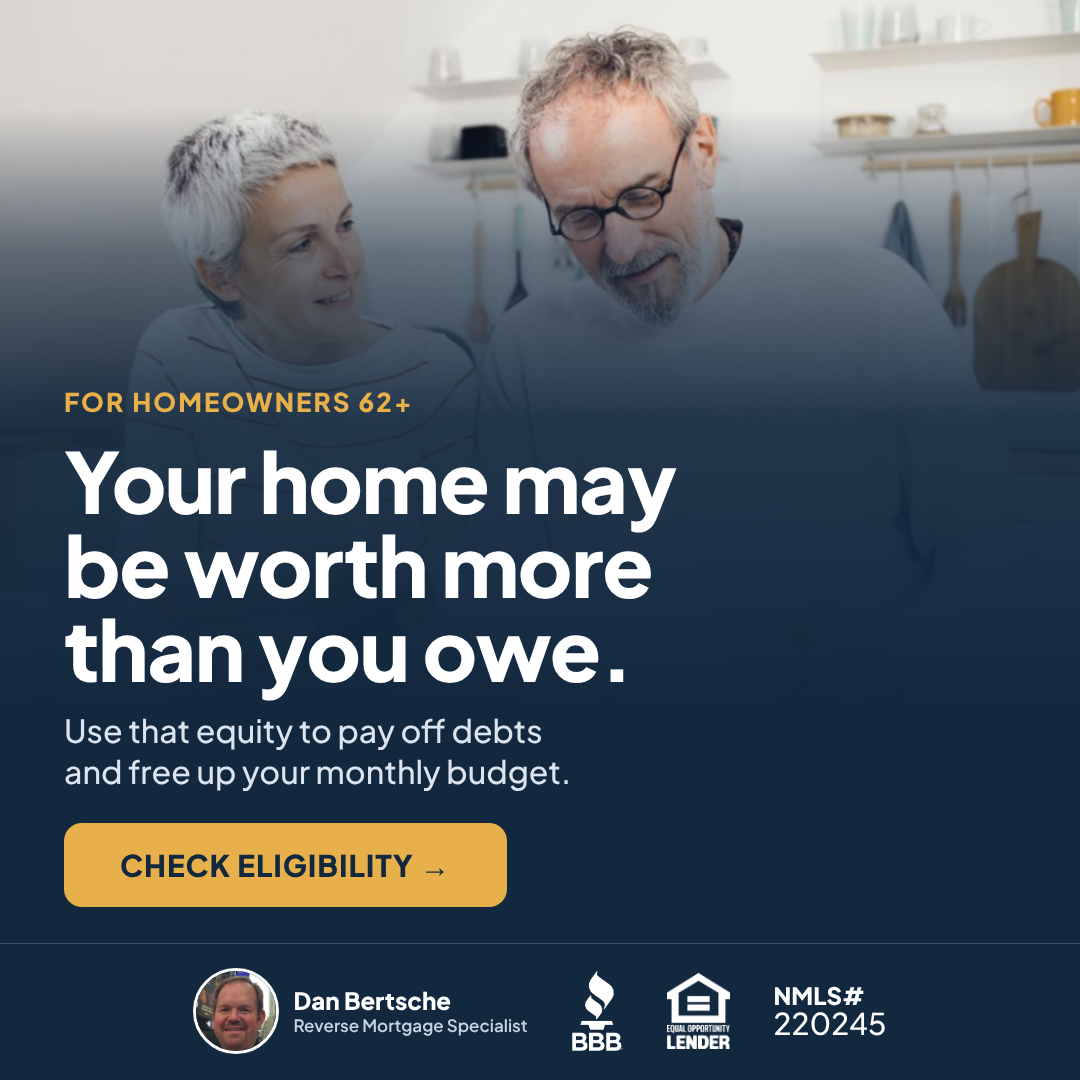 FOR HOMEOWNERS 62+
Your home may
be worth more
than you owe.
Use that equity to pay off debts
and free up your monthly budget.
CHECK ELIGIBILITY →
Dan Bertsche
Reverse Mortgage Specialist
BBB
EQUAL OPPORTUNITY
LENDER
NMLS#
220245